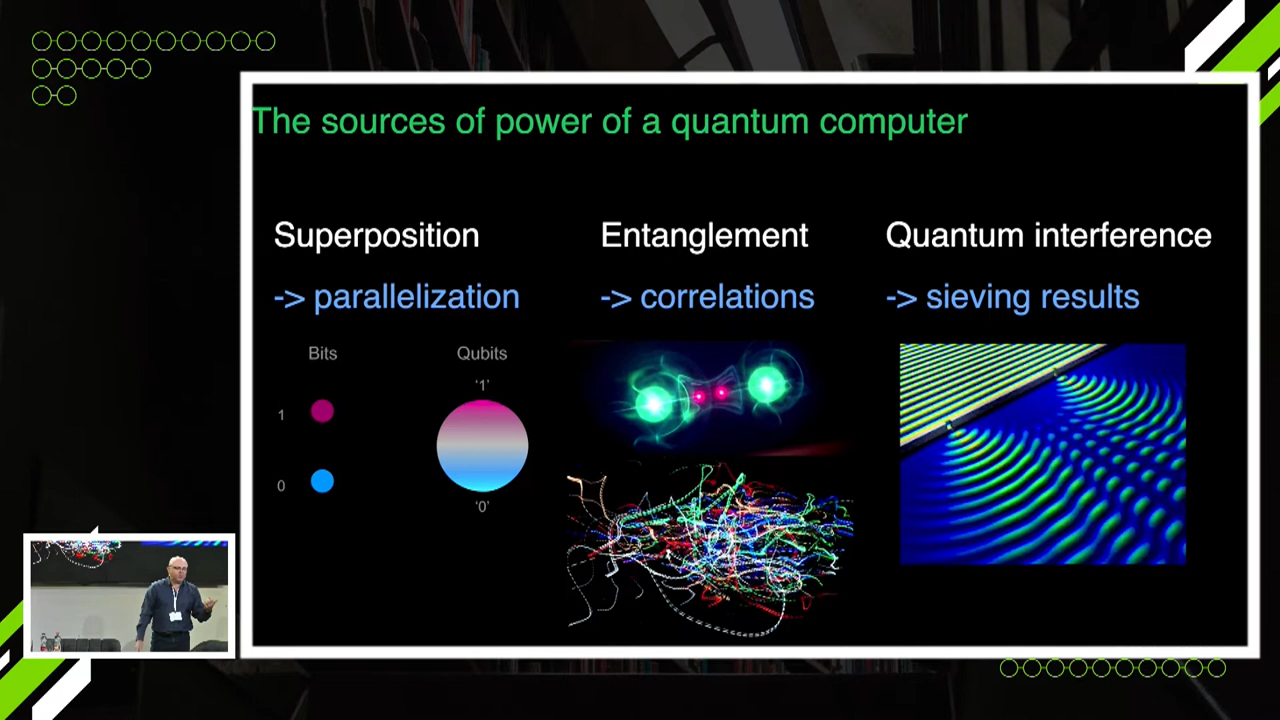 The sources of power of a quantum computer
Superposition
-> parallelization
Entanglement
-> correlations
Quantum interference
-> sieving results
Bits
Qubits
'1'
1
0
'0'